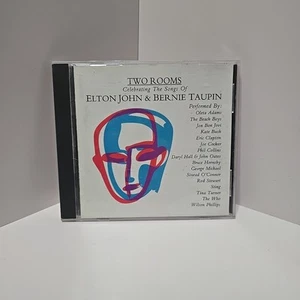 TWO ROOMS
Celebrating The Songs Of
ELTON JOHN & BERNIE TAUPIN
Performed By:
Oleta Adams
The Beach Boys
Jon Bon Jovi
Kate Bush
Eric Clapton
Joe Cocker
Phil Collins
Daryl Hall & John Oates
Bruce Hornsby
George Michael
Sinead O'Connor
Rod Stewart
Sting
Tina Turner
The Who
Wilson Phillips